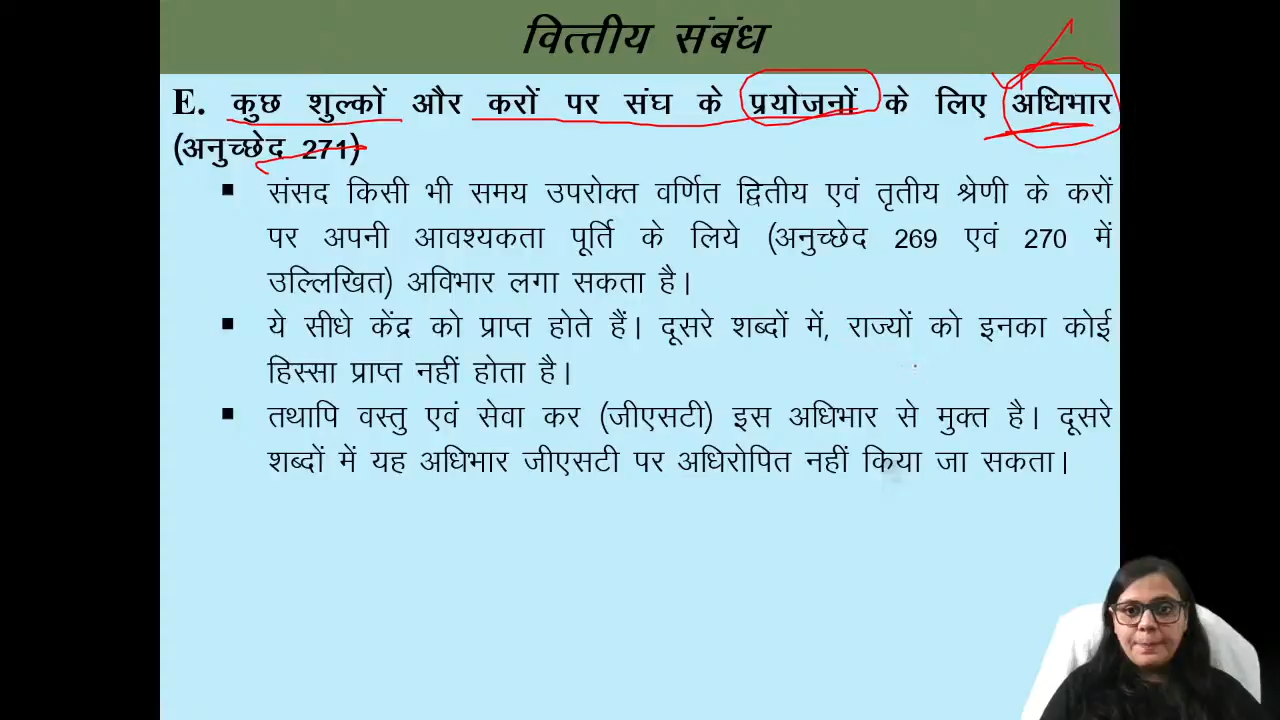 वित्तीय संबंध
E. कुछ शुल्कों और करों पर संघ के प्रयोजनों के लिए अधिभार
(अनुच्छेद 271)
▪ संसद किसी भी समय उपरोक्त वर्णित द्वितीय एवं तृतीय श्रेणी के करों
पर अपनी आवश्यकता पूर्ति के लिये (अनुच्छेद 269 एवं 270 में
उल्लिखित) अविभार लगा सकता है।
▪ ये सीधे केंद्र को प्राप्त होते हैं। दूसरे शब्दों में, राज्यों को इनका कोई
हिस्सा प्राप्त नहीं होता है।
▪ तथापि वस्तु एवं सेवा कर (जीएसटी) इस अधिभार से मुक्त है। दूसरे
शब्दों में यह अधिभार जीएसटी पर अधिरोपित नहीं किया जा सकता।